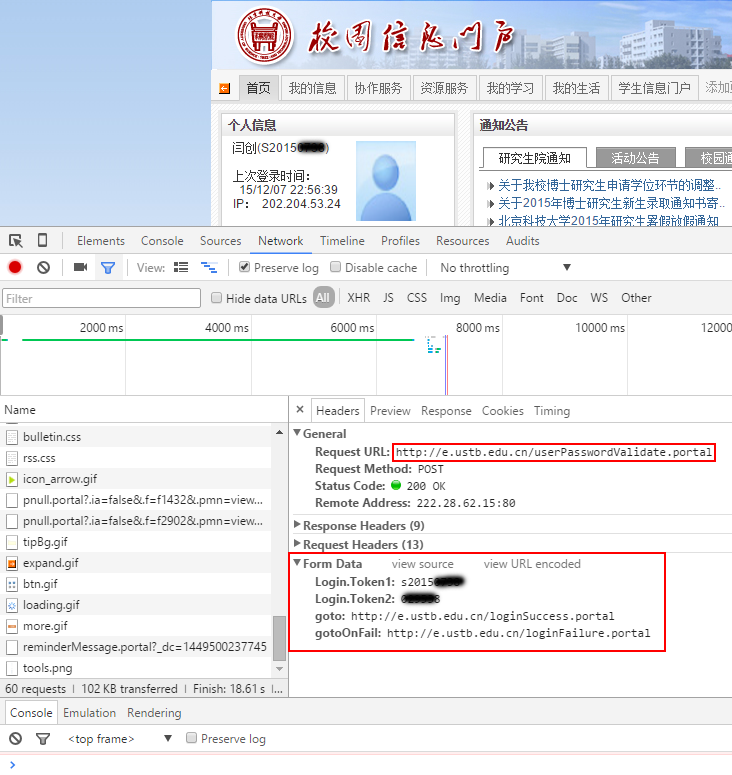 校园信息门户
首页 我的信息 协作服务 资源服务 我的学习 我的生活 学生信息门户 添加
个人信息
闫创(S2015
上次登录时间:
15/12/07 22:56:39
IP: 202.204.53.24
通知公告
研究生院通知 活动公告 校园通
关于我校博士研究生申请学位环节的调整..
关于2015年博士研究生新生录取通知书寄..
北京科技大学2015年研究生暑假放假通知
Elements Console Sources Network Timeline Profiles Resources Audits
View: Preserve log Disable cache No throttling
Filter Hide data URLs All XHR JS CSS Img Media Font Doc WS Other
2000 ms 4000 ms 6000 ms 8000 ms 10000 ms 12000
Name
bulletin.css
rss.css
icon_arrow.gif
pnull.portal?.ia=false&.f=f1432&.pmn=view...
pnull.portal?.ia=false&.f=f2902&.pmn=view...
tipBg.gif
expand.gif
btn.gif
loading.gif
more.gif
reminderMessage.portal?_dc=1449500237745
tools.png
60 requests | 102 KB transferred | Finish: 18.61 s |...
× Headers Preview Response Cookies Timing
General
Request URL: http://e.ustb.edu.cn/userPasswordValidate.portal
Request Method: POST
Status Code: 200 OK
Remote Address: 222.28.62.15:80
Response Headers (9)
Request Headers (13)
Form Data view source view URL encoded
Login.Token1: s2015
Login.Token2:
goto: http://e.ustb.edu.cn/loginSuccess.portal
gotoOnFail: http://e.ustb.edu.cn/loginFailure.portal
Console Emulation Rendering
<top frame> Preserve log